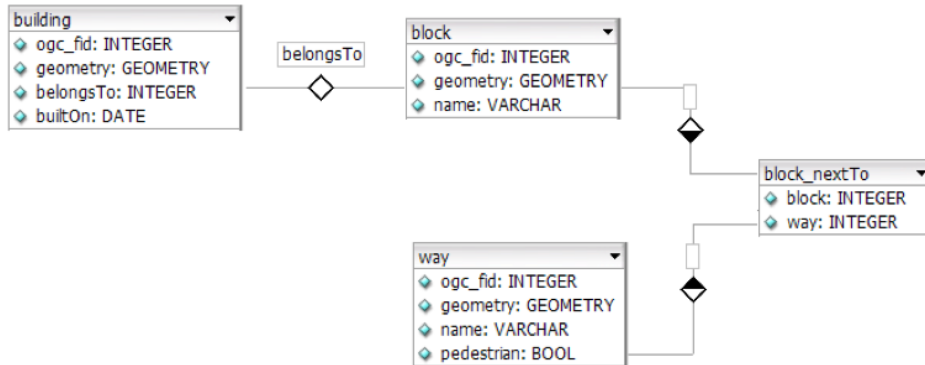 building
ogc_fid: INTEGER
geometry: GEOMETRY
belongsTo: INTEGER
builtOn: DATE
belongsTo
block
ogc_fid: INTEGER
geometry: GEOMETRY
name: VARCHAR
block_nextTo
block: INTEGER
way: INTEGER
way
ogc_fid: INTEGER
geometry: GEOMETRY
name: VARCHAR
pedestrian: BOOL